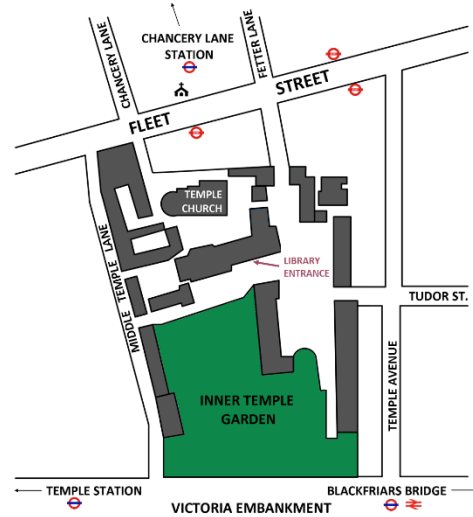 CHANCERY LANE
STATION
CHANCERY LANE
FETTER LANE
FLEET
STREET
TEMPLE
CHURCH
LIBRARY
ENTRANCE
MIDDLE TEMPLE LANE
TUDOR ST.
TEMPLE AVENUE
INNER TEMPLE
GARDEN
TEMPLE STATION
BLACKFRIARS BRIDGE
VICTORIA EMBANKMENT